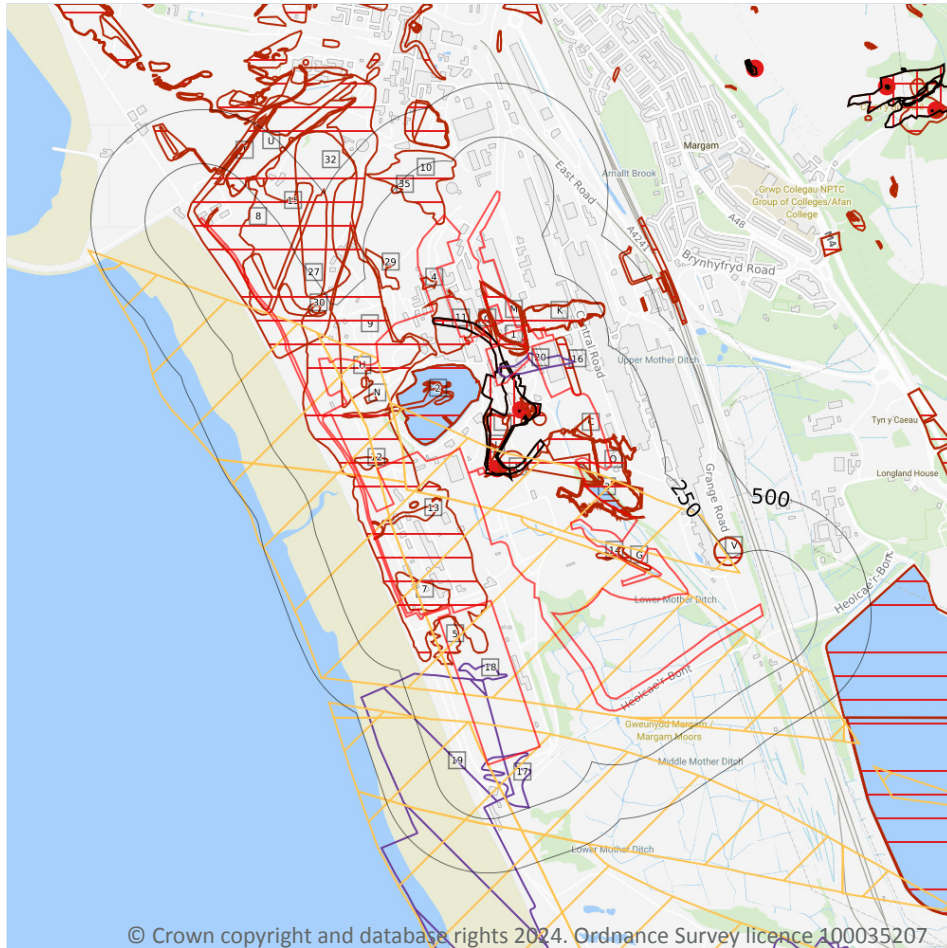 Margam
Arnallt Brook
Grwp Colegau NPTC
Group of Colleges/Afan
College
East Road
A48
A4241
Brynhyfryd Road
U
32
10
35
15
8
27
29
30
4
9
11
M
K
1
Central Road
20
16
Upper Mother Ditch
H
N
2
C
Tyn y Caeau
12
Longland House
13
Grange Road
250
500
14
G
V
7
Lower Mother Ditch
Heolcae'r-Bont
5
18
Heolcae'r-Bont
Gweunydd Margam /
Margam Moors
19
17
Middle Mother Ditch
Lower Mother Ditch
© Crown copyright and database rights 2024. Ordnance Survey licence 100035207